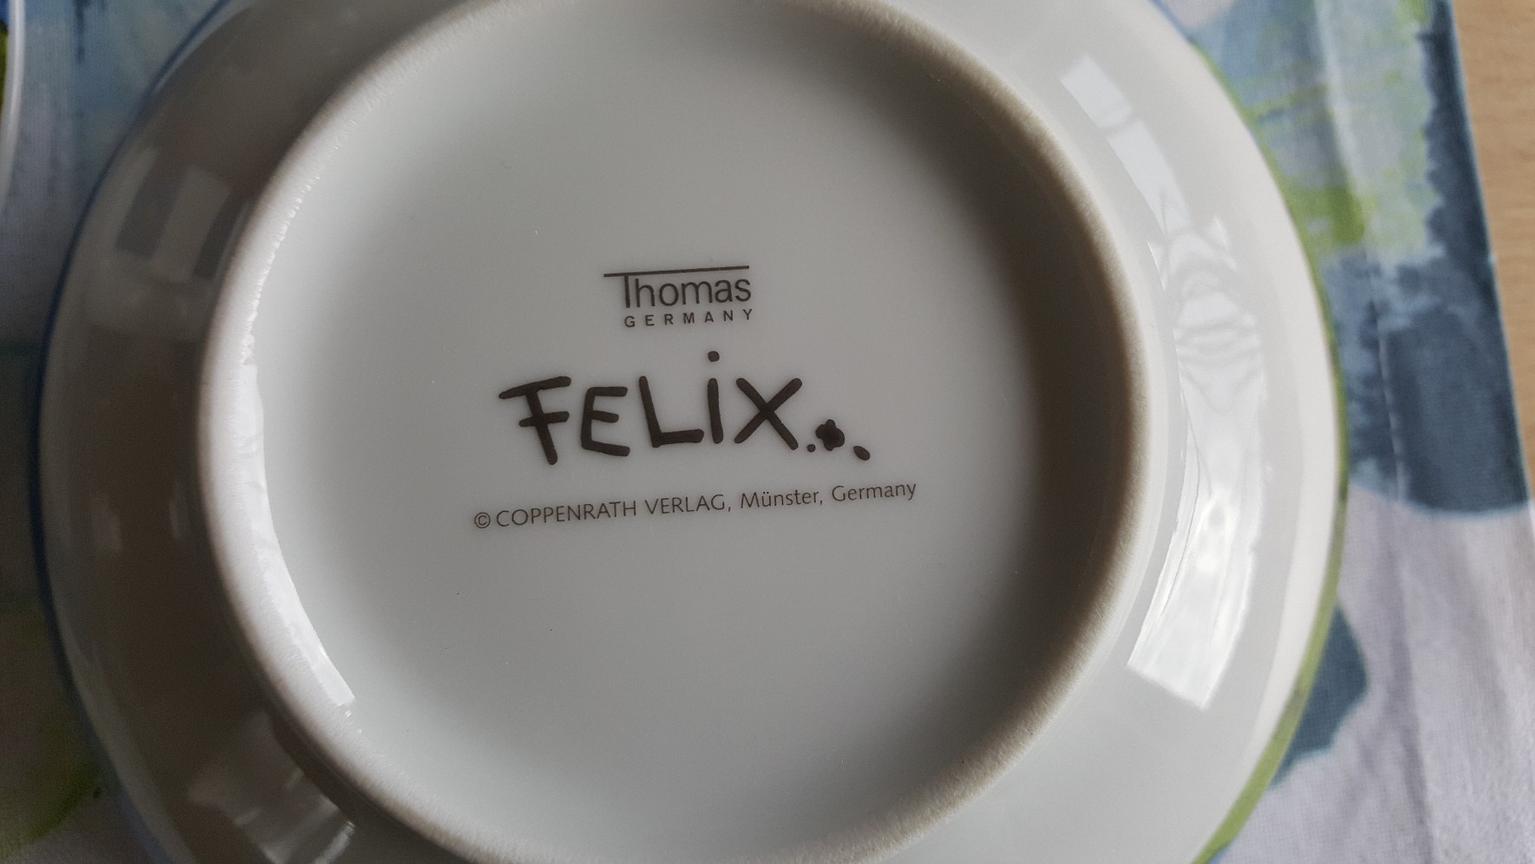 Thomas
GERMANY
FELiX
© COPPENRATH VERLAG, Münster, Germany